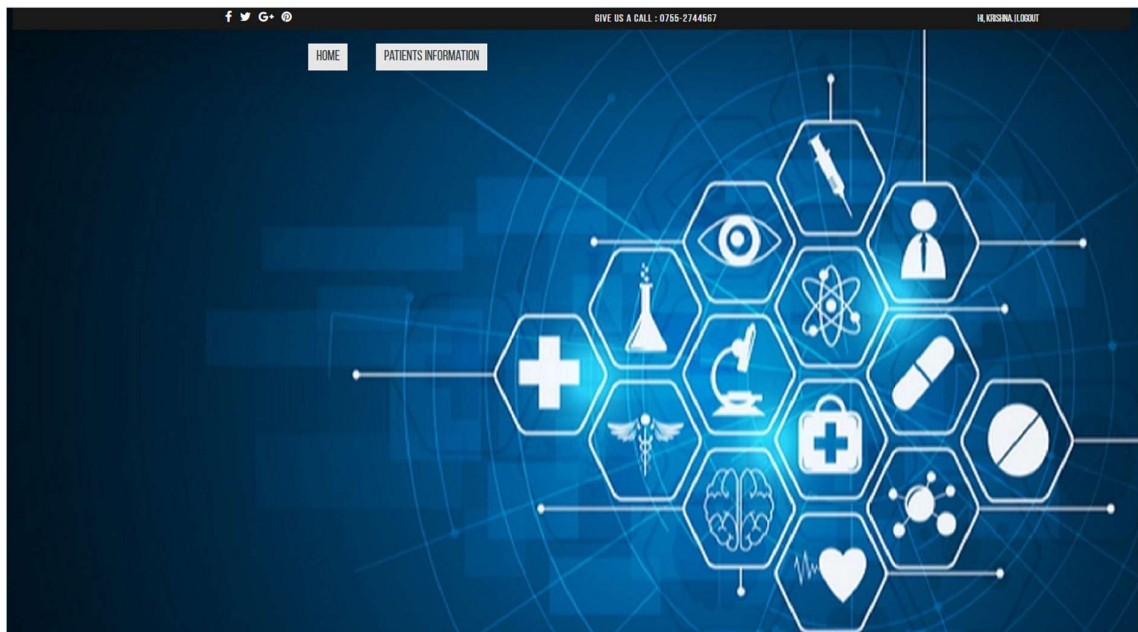 GIVE US A CALL : 0755-2744567
HI, KRISHNA. | LOGOUT
HOME
PATIENTS INFORMATION